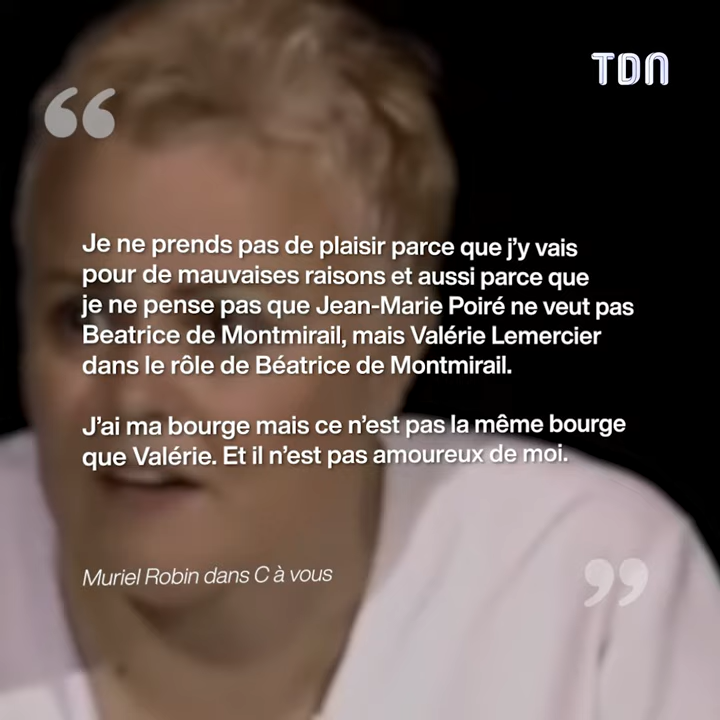 TDN
“
Je ne prends pas de plaisir parce que j’y vais
pour de mauvaises raisons et aussi parce que
je ne pense pas que Jean-Marie Poiré ne veut pas
Beatrice de Montmirail, mais Valérie Lemercier
dans le rôle de Béatrice de Montmirail.
J’ai ma bourge mais ce n’est pas la même bourge
que Valérie. Et il n’est pas amoureux de moi.
Muriel Robin dans C à vous
”